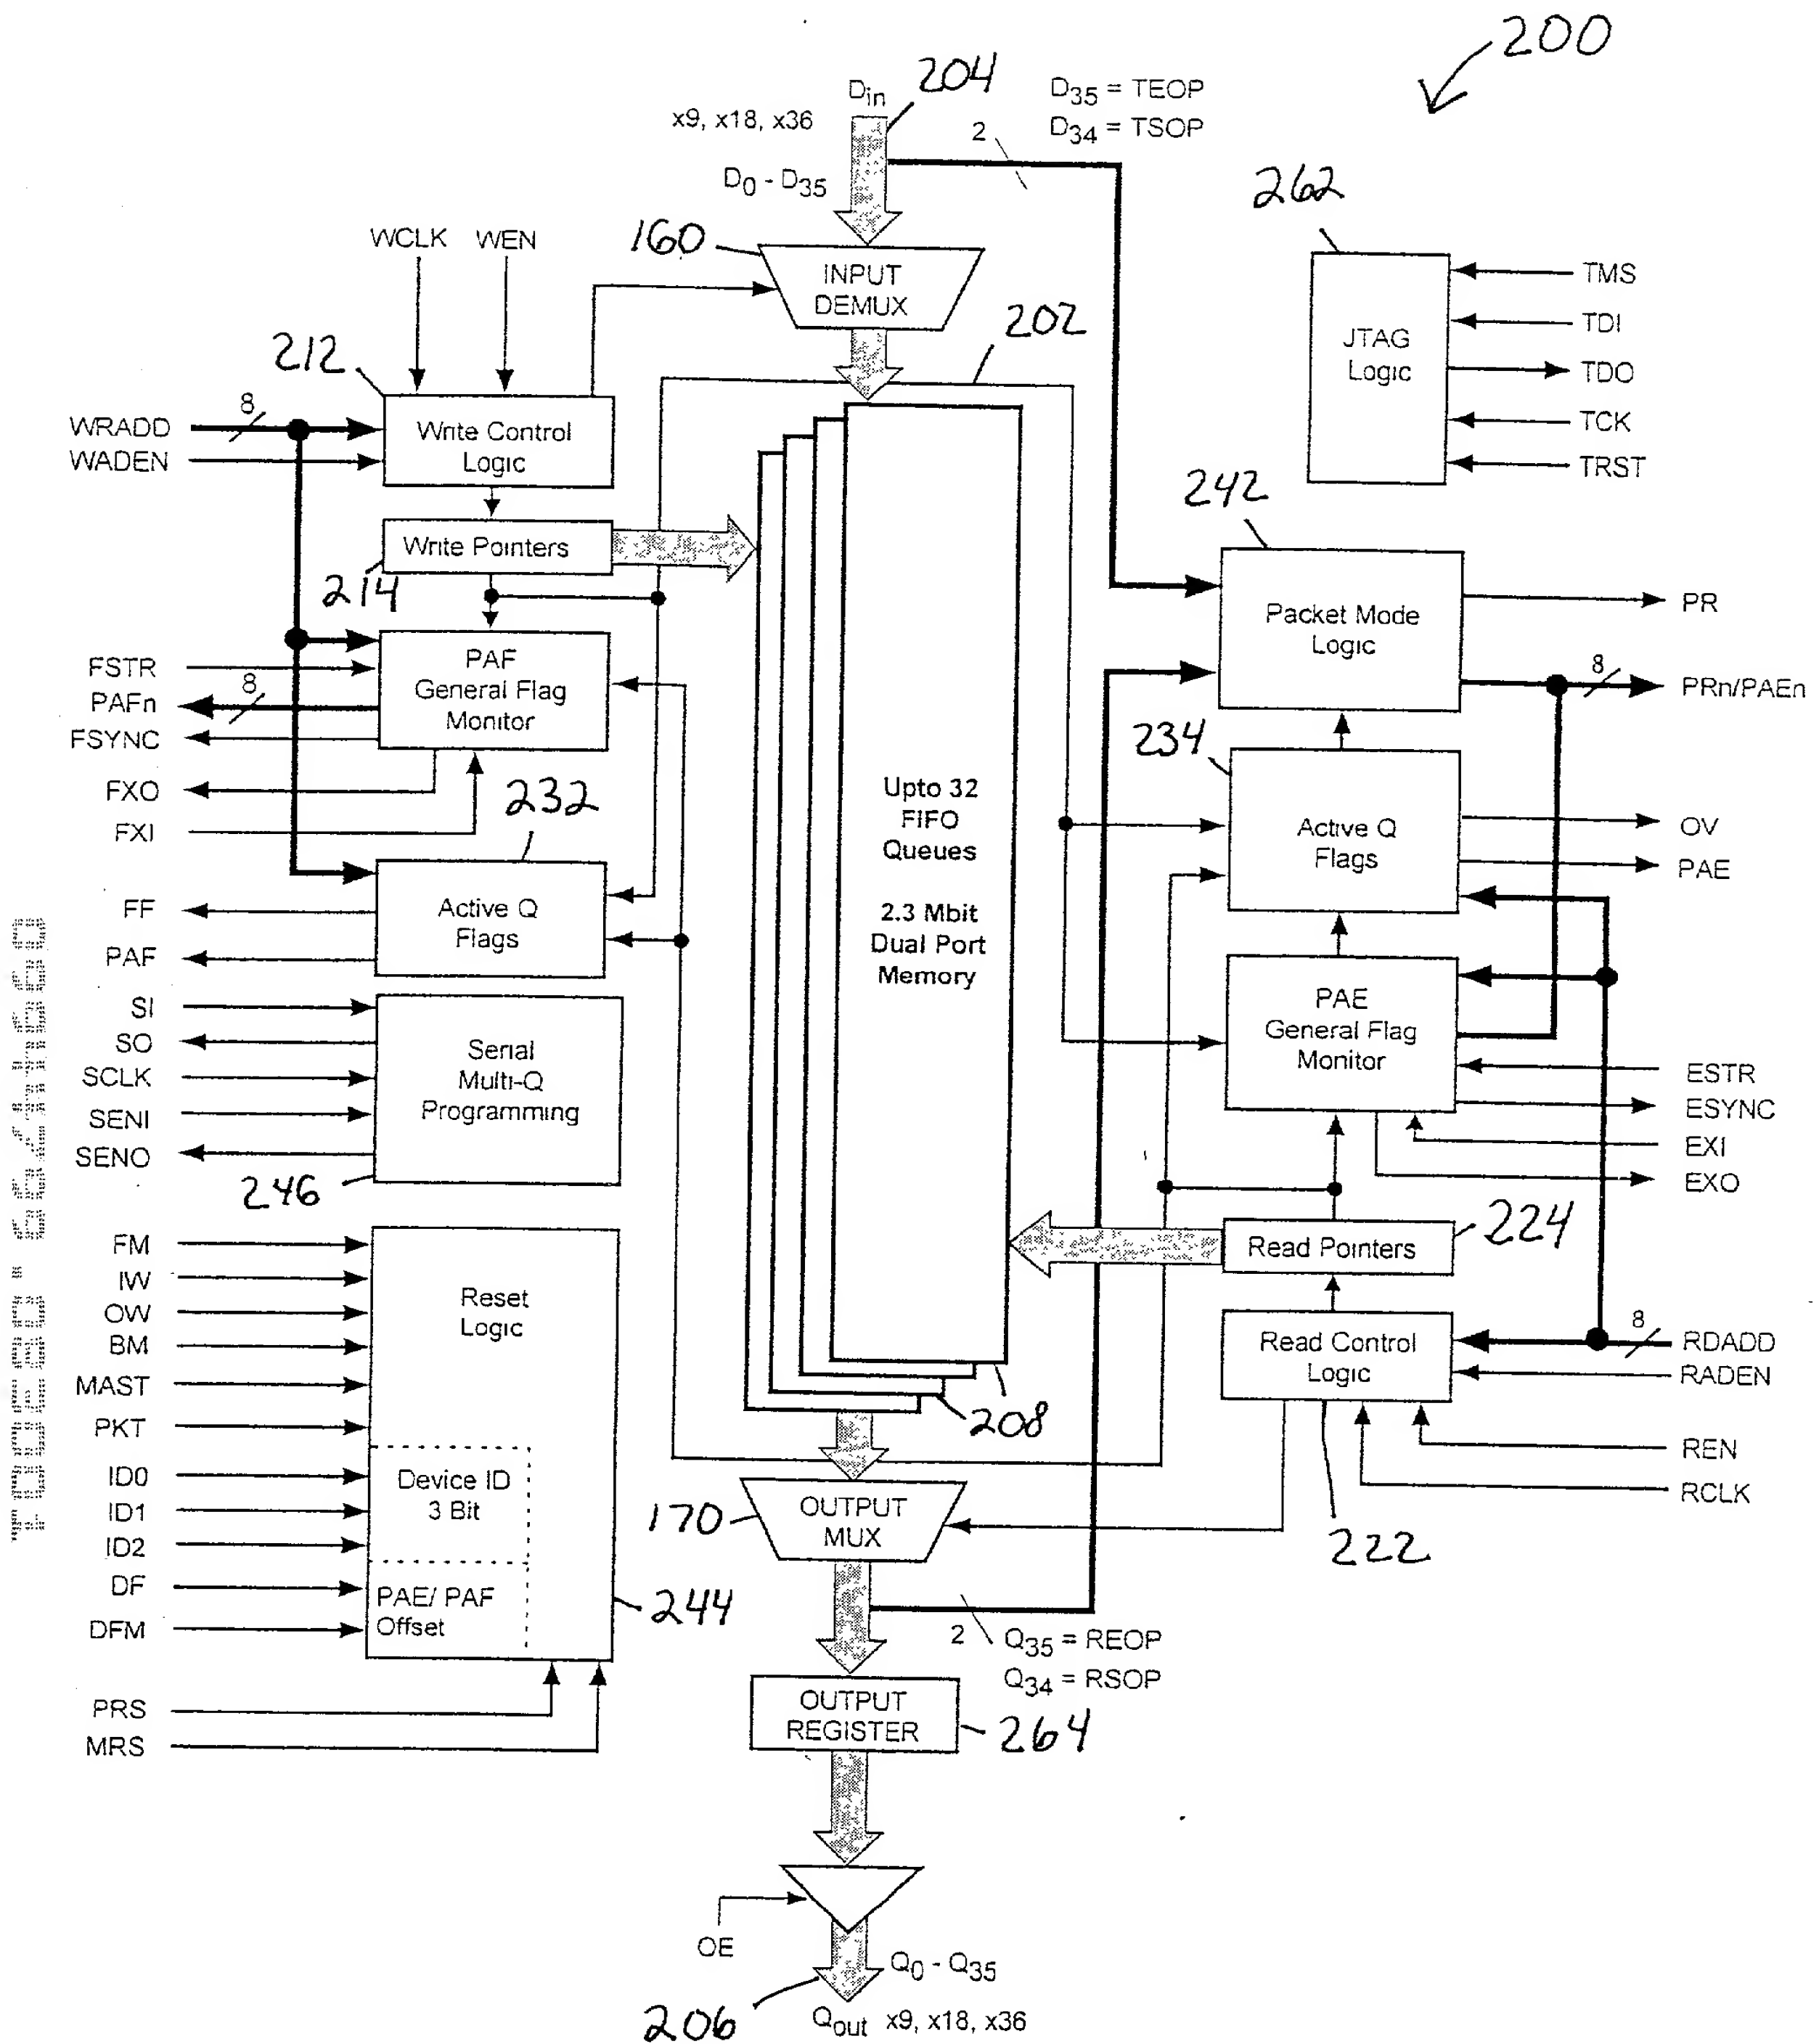 200
204
Din
D35 = TEOP
D34 = TSOP
x9, x18, x36
2
D0 - D35
262
WCLK WEN
160
INPUT
DEMUX
TMS
TDI
JTAG
Logic
TDO
TCK
TRST
202
212
8
WRADD
WADEN
Write Control
Logic
242
Write Pointers
214
Packet Mode
Logic
PR
8
PRn/PAEn
FSTR
8
PAFn
FSYNC
PAF
General Flag
Monitor
FXO
FXI
232
234
Upto 32
FIFO
Queues
2.3 Mbit
Dual Port
Memory
Active Q
Flags
OV
PAE
FF
PAF
Active Q
Flags
SI
SO
SCLK
SENI
SENO
Serial
Multi-Q
Programming
246
PAE
General Flag
Monitor
ESTR
ESYNC
EXI
EXO
Read Pointers
224
FM
IW
OW
BM
MAST
PKT
ID0
ID1
ID2
DF
DFM
Reset
Logic
Device ID
3 Bit
PAE/ PAF
Offset
244
PRS
MRS
Read Control
Logic
8
RDADD
RADEN
REN
RCLK
222
208
170
OUTPUT
MUX
2
Q35 = REOP
Q34 = RSOP
OUTPUT
REGISTER
264
OE
Q0 - Q35
206
Qout x9, x18, x36